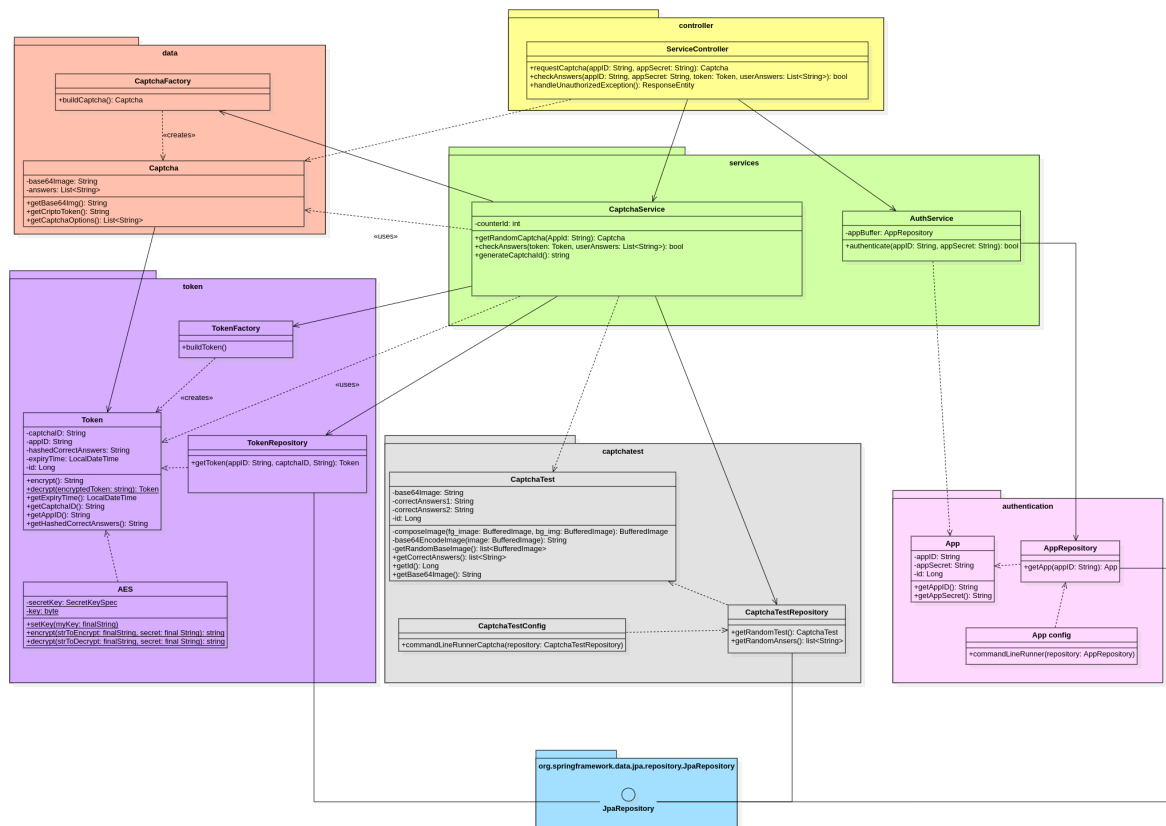 controller
ServiceController
+requestCaptcha(appID: String, appSecret: String): Captcha
+checkAnswers(appID: String, appSecret: String, token: Token, userAnswers: List<String>): bool
+handleUnauthorizedException(): ResponseEntity
data
CaptchaFactory
+buildCaptcha(): Captcha
«creates»
Captcha
-base64Image: String
-answers: List<String>
+getBase64Img(): String
+getCriptoToken(): String
+getCaptchaOptions(): List<String>
services
CaptchaService
-counterId: int
+getRandomCaptcha(AppId: String): Captcha
+checkAnswers(token: Token, userAnswers: List<String>): bool
+generateCaptchaId(): string
AuthService
-appBuffer: AppRepository
+authenticate(appID: String, appSecret: String): bool
«uses»
token
TokenFactory
+buildToken()
«uses»
«creates»
Token
-captchaID: String
-appID: String
-hashedCorrectAnswers: String
-expiryTime: LocalDateTime
-id: Long
+encrypt(): String
+decrypt(encryptedToken: string): Token
+getExpiryTime(): LocalDateTime
+getCaptchaID(): String
+getAppID(): String
+getHashedCorrectAnswers(): String
TokenRepository
+getToken(appID: String, captchaID, String): Token
AES
-secretKey: SecretKeySpec
-key: byte
+setKey(myKey: finalString)
+encrypt(strToEncrypt: finalString, secret: final String): string
+decrypt(strToDecrypt: finalString, secret: final String): string
captchatest
CaptchaTest
-base64Image: String
-correctAnswers1: String
-correctAnswers2: String
-id: Long
-composeImage(fg_image: BufferedImage, bg_img: BufferedImage): BufferedImage
-base64EncodeImage(image: BufferedImage): String
-getRandomBaseImage(): list<BufferedImage>
+getCorrectAnswers(): list<String>
+getId(): Long
+getBase64Image(): String
CaptchaTestConfig
+commandLineRunnerCaptcha(repository: CaptchaTestRepository)
CaptchaTestRepository
+getRandomTest(): CaptchaTest
+getRandomAnsers(): list<String>
authentication
App
-appID: String
-appSecret: String
-id: Long
+getAppID(): String
+getAppSecret(): String
AppRepository
+getApp(appID: String): App
App config
+commandLineRunner(repository: AppRepository)
org.springframework.data.jpa.repository.JpaRepository
JpaRepository